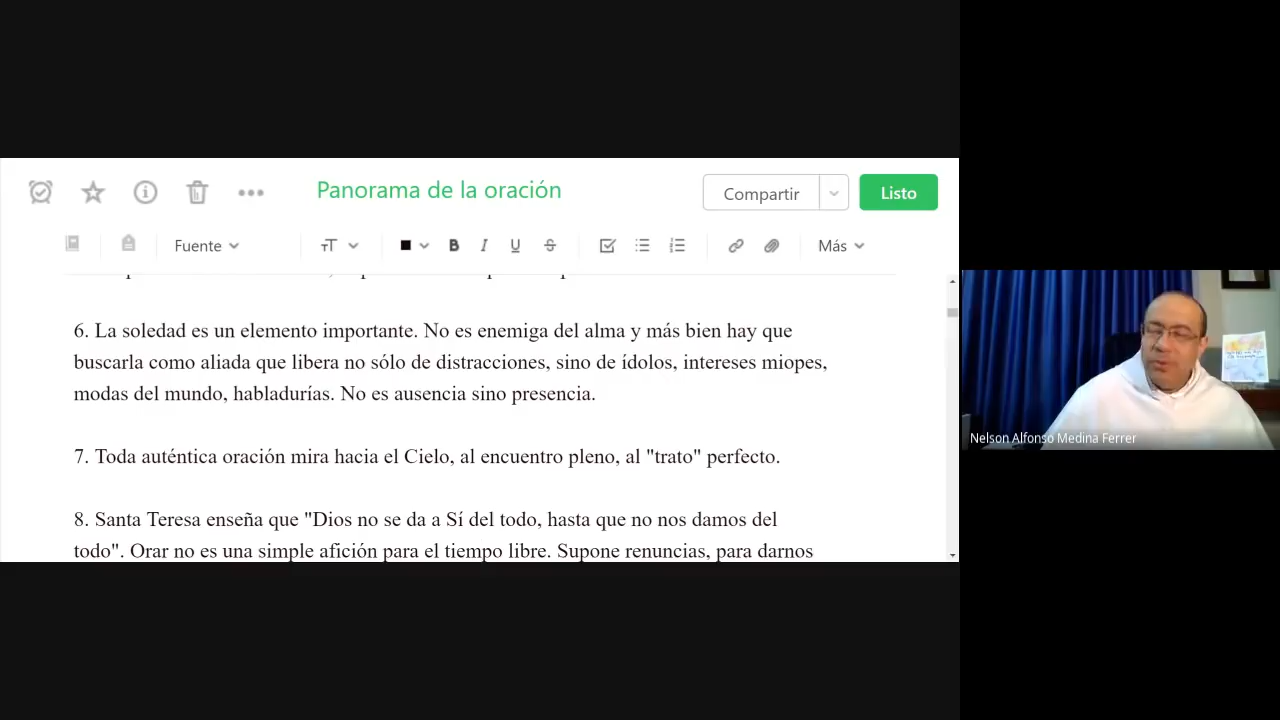 Panorama de la oración
Compartir
Listo
Fuente
B I U S
Más
6. La soledad es un elemento importante. No es enemiga del alma y más bien hay que
buscarla como aliada que libera no sólo de distracciones, sino de ídolos, intereses miopes,
modas del mundo, habladurías. No es ausencia sino presencia.
7. Toda auténtica oración mira hacia el Cielo, al encuentro pleno, al "trato" perfecto.
8. Santa Teresa enseña que "Dios no se da a Sí del todo, hasta que no nos damos del
todo". Orar no es una simple afición para el tiempo libre. Supone renuncias, para darnos
Nelson Alfonso Medina Ferrer